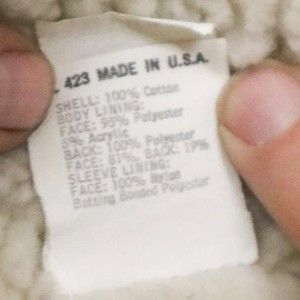 423 MADE IN U.S.A.
SHELL: 100% Cotton
BODY LINING:
FACE: 95% Polyester
5% Acrylic
BACK: 100% Polyester
FACE: 81%, BACK: 19%
SLEEVE LINING:
FACE: 100% Nylon
Batting Bonded Polyester